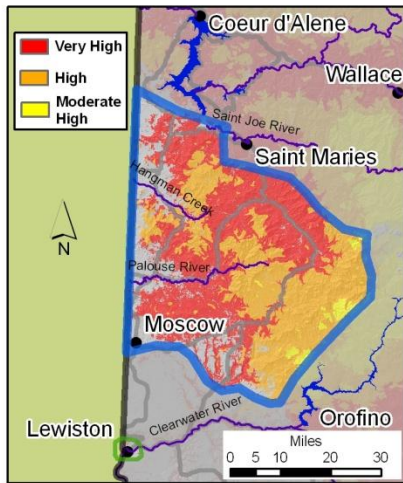 Very High
High
Moderate
High
Coeur d'Alene
Wallace
Saint Joe River
Saint Maries
Hangman Creek
N
Palouse River
Moscow
Clearwater River
Orofino
Lewiston
Miles
0 5 10 20 30